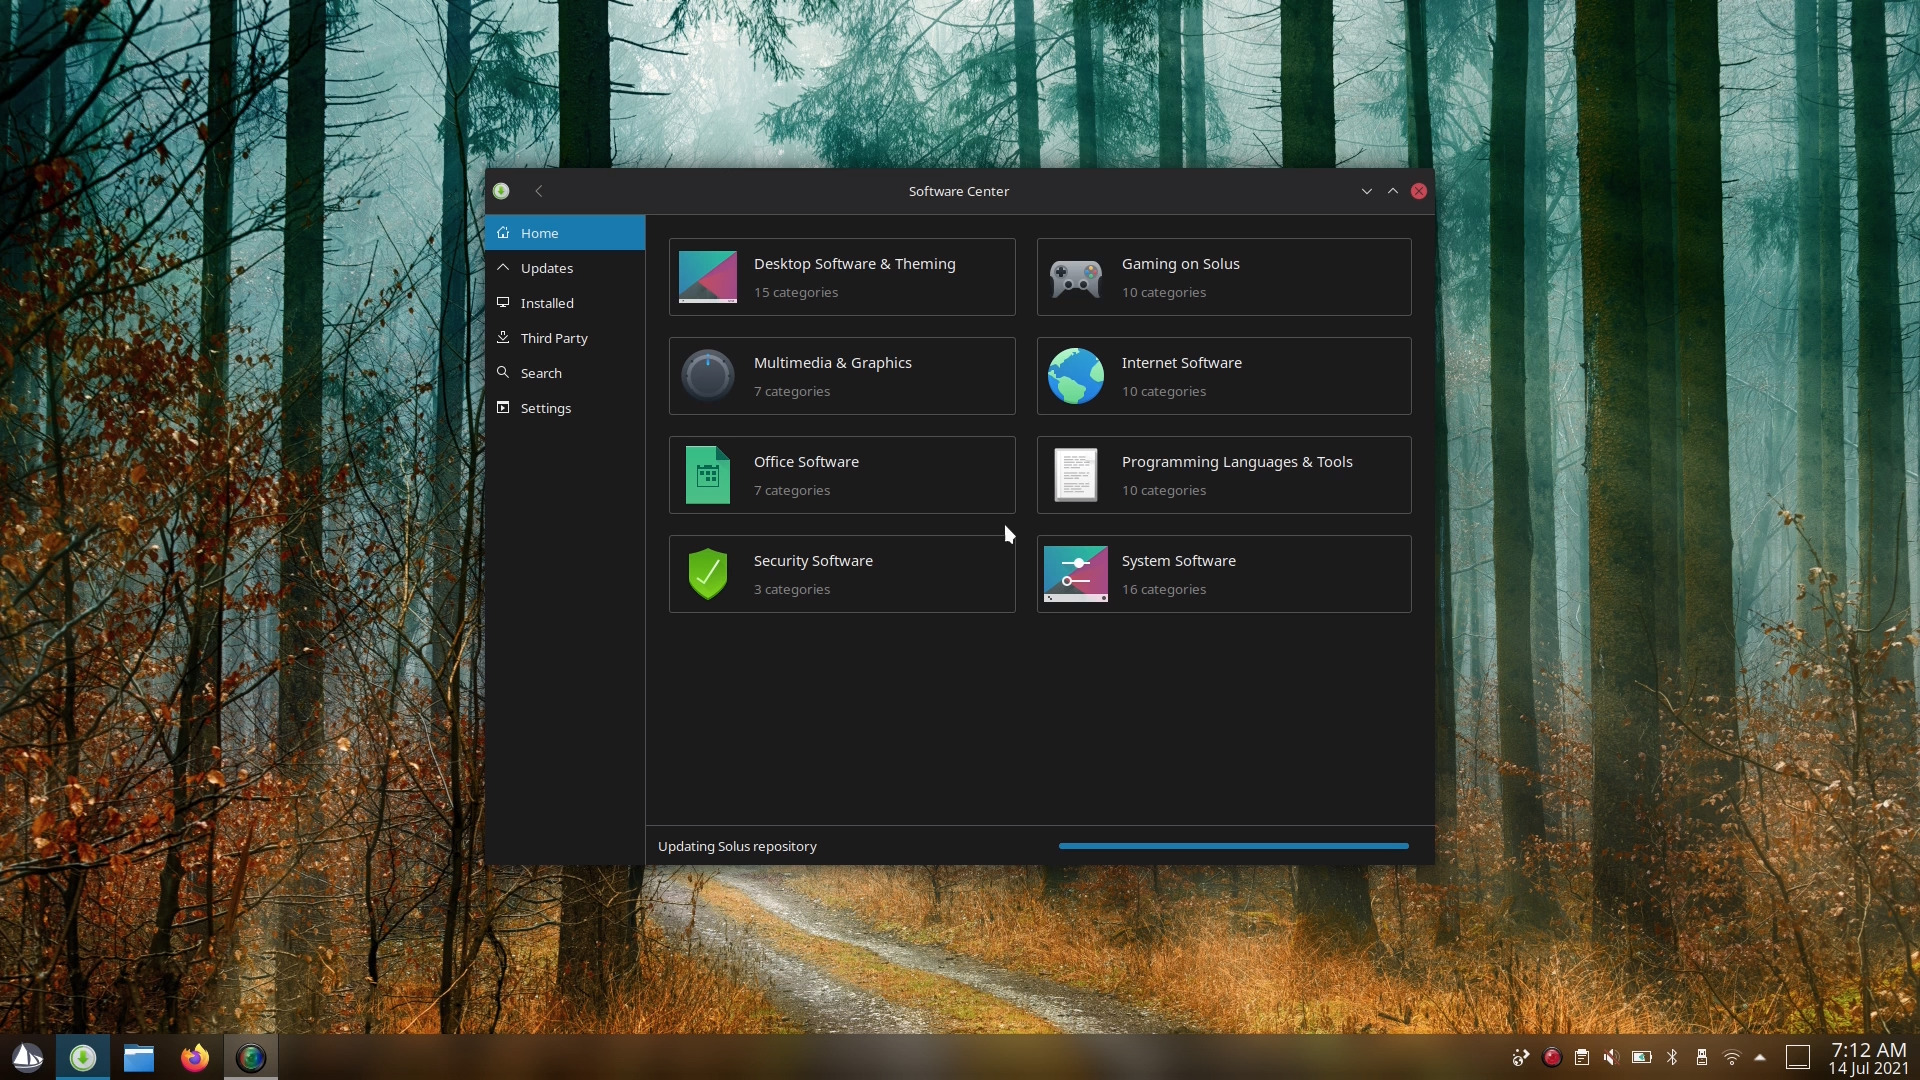 Software Center
Home
Updates
Installed
Third Party
Search
Settings
Desktop Software & Theming
15 categories
Gaming on Solus
10 categories
Multimedia & Graphics
7 categories
Internet Software
10 categories
Office Software
7 categories
Programming Languages & Tools
10 categories
Security Software
3 categories
System Software
16 categories
Updating Solus repository
7:12 AM
14 Jul 2021